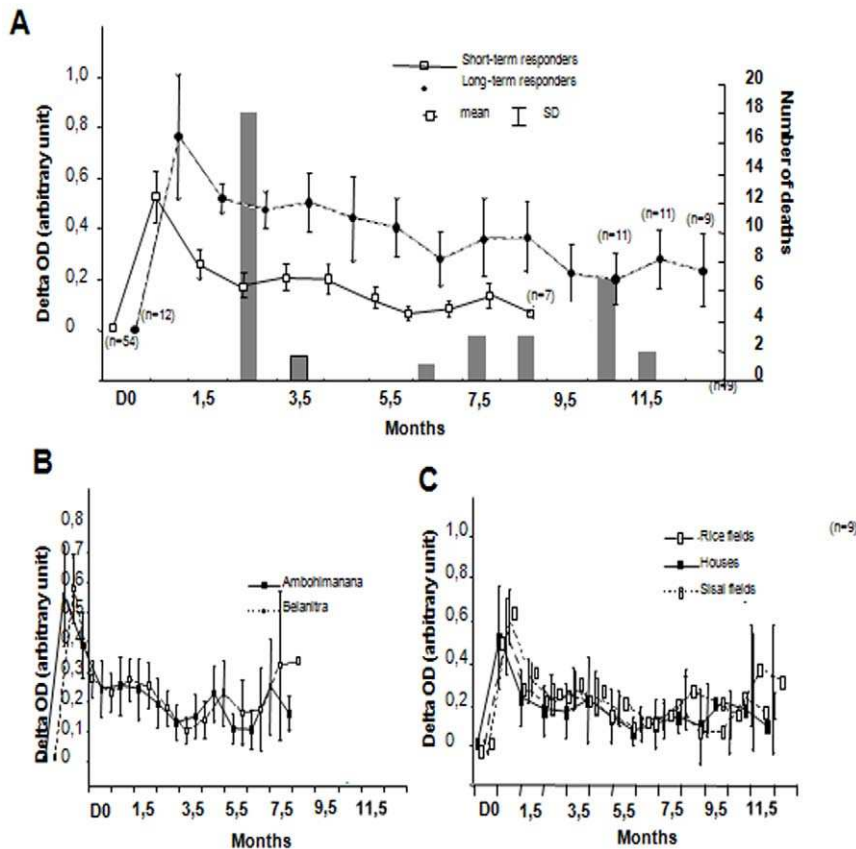 A
Short-term responders
Long-term responders
mean
SD
Delta OD (arbitrary unit)
1,0
0,8
0,6
0,4
0,2
0
20
18
16
14
12
10
8
6
4
2
0
Number of deaths
(n=54)
(n=12)
(n=7)
(n=11)
(n=11)
(n=9)
D0 1,5 3,5 5,5 7,5 9,5 11,5
Months
B
Delta OD (arbitrary unit)
0,8
0,7
0,6
0,5
0,4
0,3
0,2
0,1
0
Ambohimanana
Belanitra
D0 1,5 3,5 5,5 7,5 9,5 11,5
Months
C
Delta OD (arbitrary unit)
1,0
0,8
0,6
0,4
0,2
0
Rice fields
Houses
Sisal fields
(n=9)
D0 1,5 3,5 5,5 7,5 9,5 11,5
Months